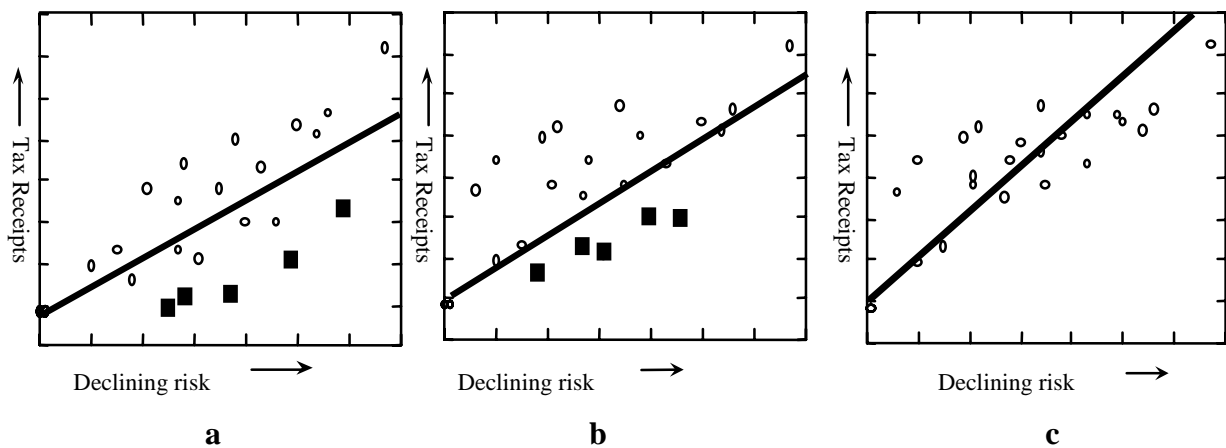 Tax Receipts
Declining risk
a
Tax Receipts
Declining risk
b
Tax Receipts
Declining risk
c